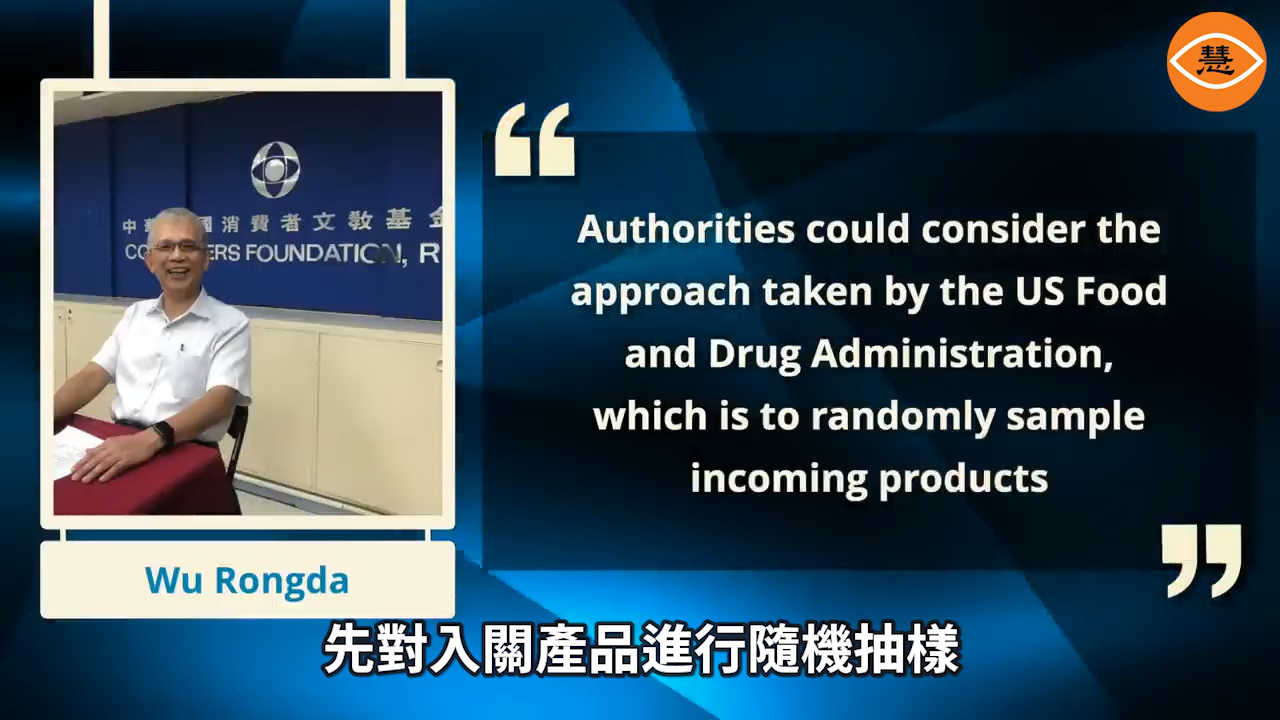 慧
中華
國消費者文教基金
CO
ERS FOUNDATION, R
Authorities could consider the
approach taken by the US Food
and Drug Administration,
which is to randomly sample
incoming products
Wu Rongda
先對入關產品進行隨機抽樣